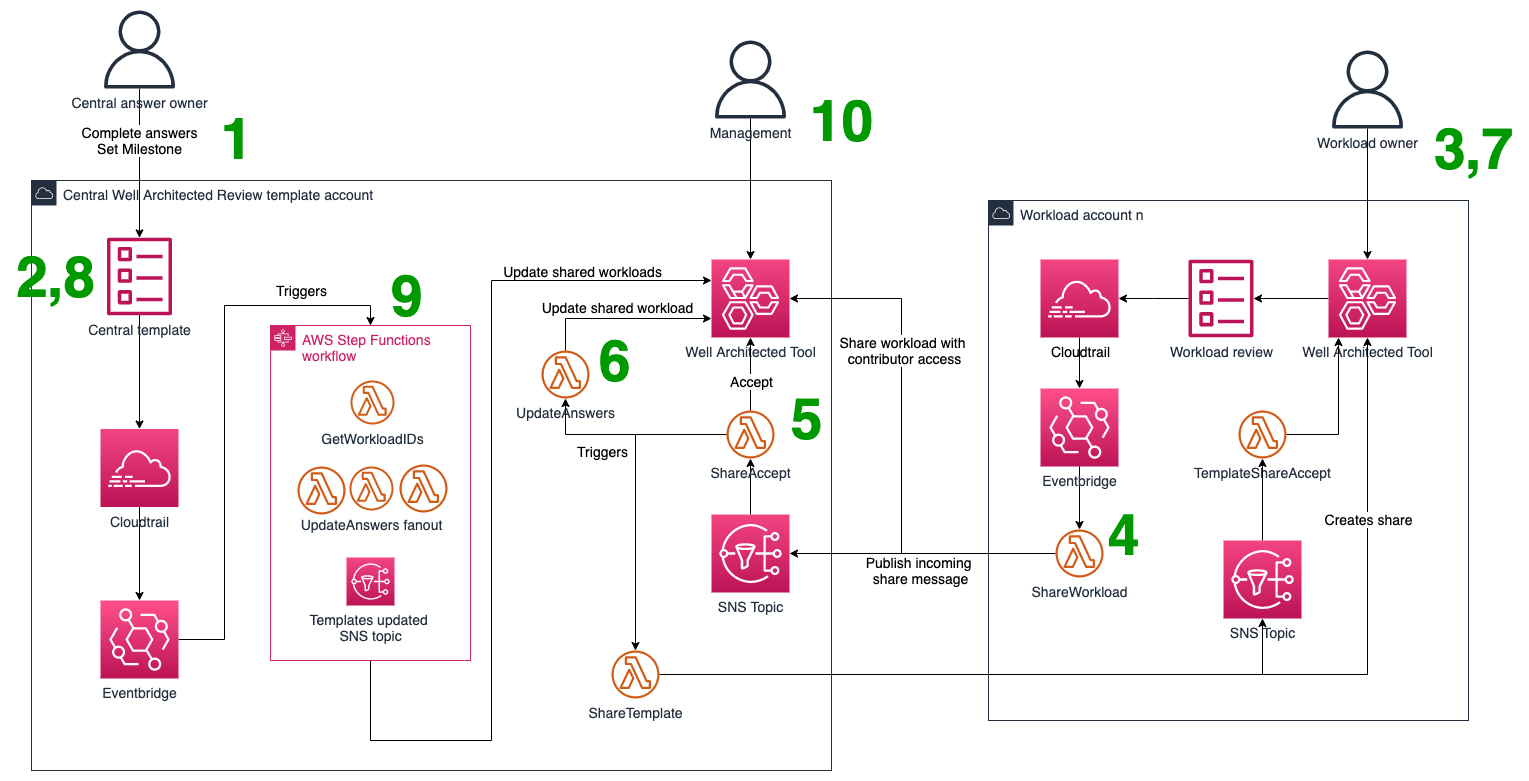 Central answer owner
Complete answers
Set Milestone
1
Management
10
Workload owner
3,7
Central Well Architected Review template account
Workload account n
2,8
Central template
Triggers
9
AWS Step Functions
workflow
GetWorkloadIDs
UpdateAnswers fanout
Templates updated
SNS topic
Cloudtrail
Eventbridge
Update shared workloads
Update shared workload
Well Architected Tool
6
UpdateAnswers
Accept
5
ShareAccept
Triggers
SNS Topic
ShareTemplate
Share workload with
contributor access
Publish incoming
share message
Cloudtrail
Workload review
Well Architected Tool
Eventbridge
4
ShareWorkload
TemplateShareAccept
Creates share
SNS Topic